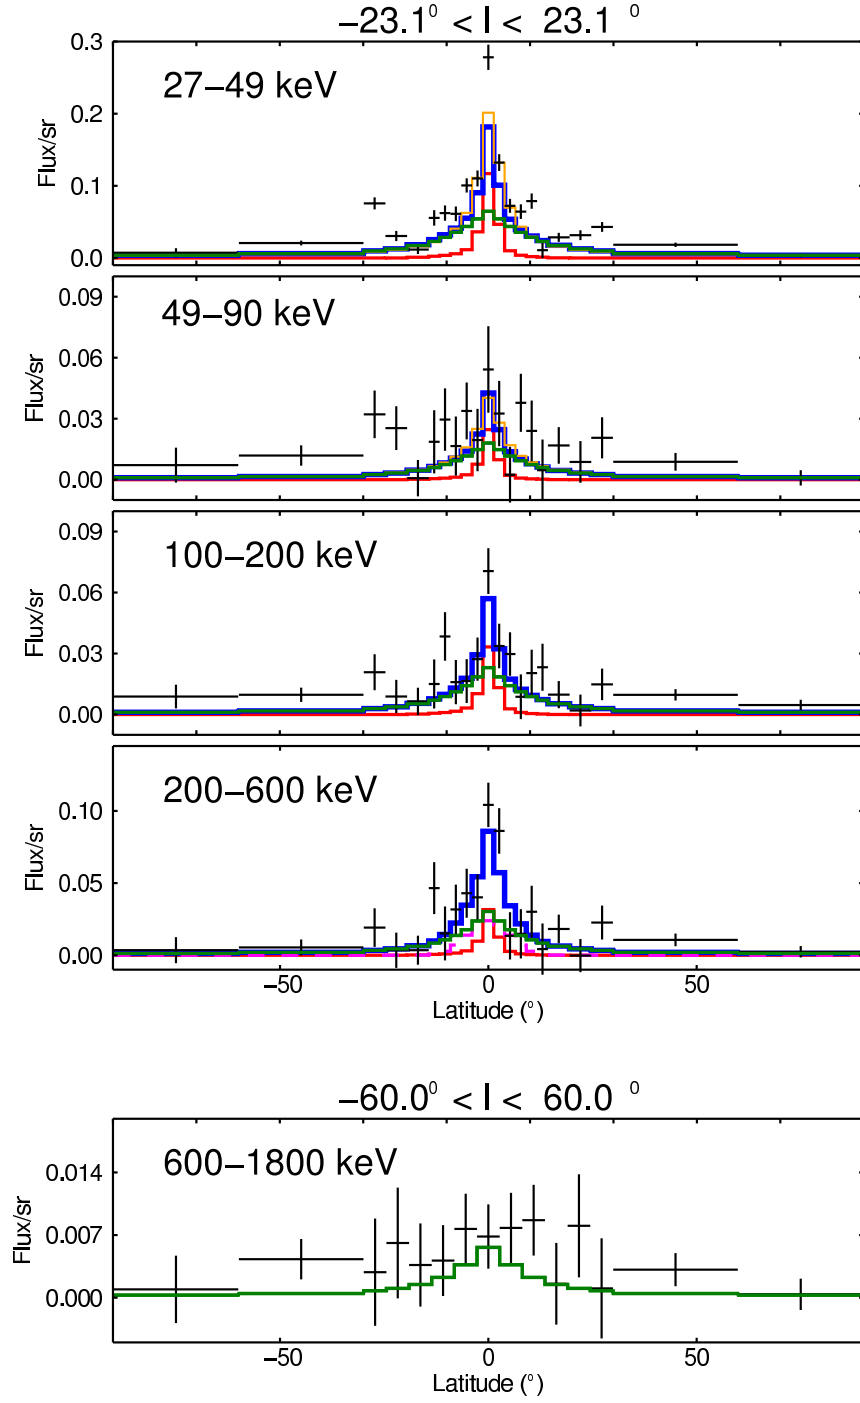 −23.1⁰ < l < 23.1 ⁰
0.3
27−49 keV
0.2
Flux/sr
0.1
0.0
0.09
49−90 keV
0.06
Flux/sr
0.03
0.00
0.09
100−200 keV
0.06
Flux/sr
0.03
0.00
200−600 keV
0.10
Flux/sr
0.05
0.00
−50 0 50
Latitude (°)
−60.0⁰ < l < 60.0 ⁰
600−1800 keV
0.014
Flux/sr
0.007
0.000
−50 0 50
Latitude (°)